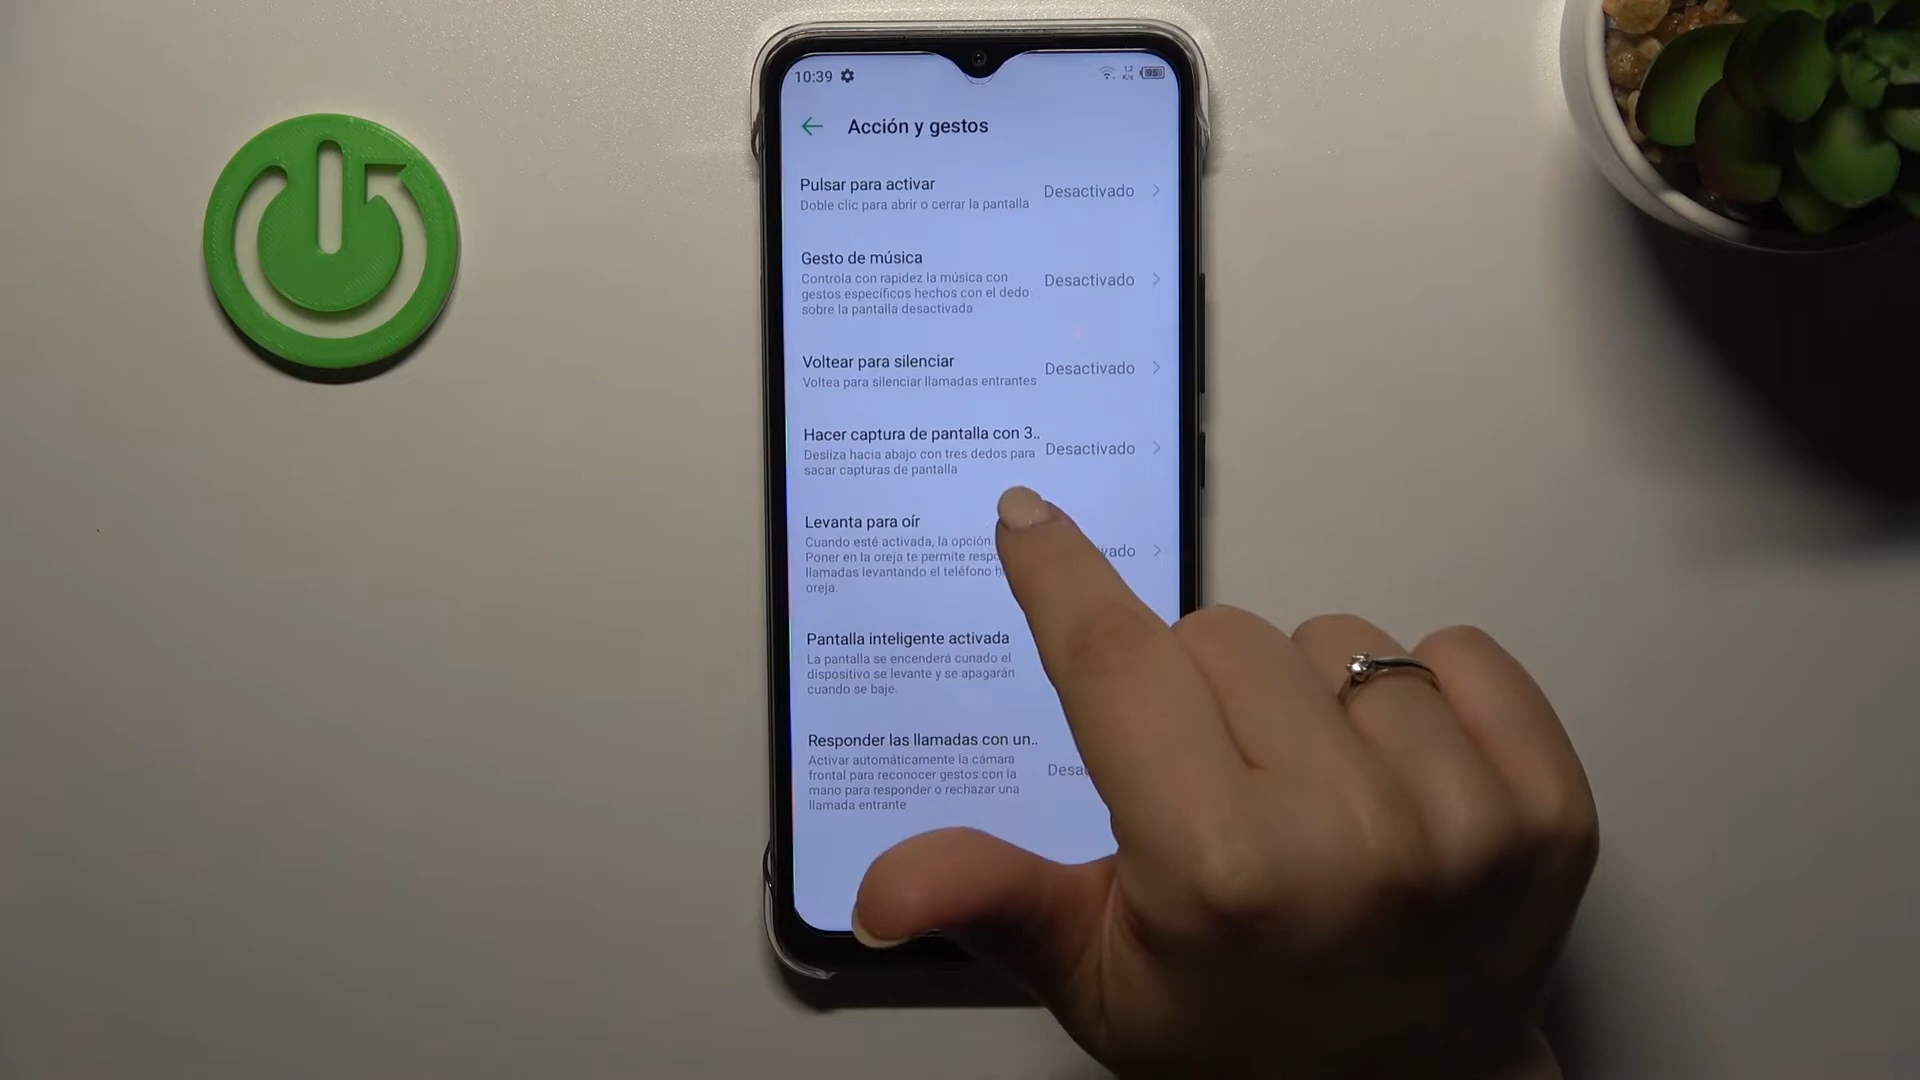 10:39
1,2
K/s
95
Acción y gestos
Pulsar para activar
Doble clic para abrir o cerrar la pantalla
Desactivado
Gesto de música
Controla con rapidez la música con
gestos específicos hechos con el dedo
sobre la pantalla desactivada
Desactivado
Voltear para silenciar
Voltea para silenciar llamadas entrantes
Desactivado
Hacer captura de pantalla con 3..
Desliza hacia abajo con tres dedos para
sacar capturas de pantalla
Desactivado
Levanta para oír
Cuando esté activada, la opción
Poner en la oreja te permite
llamadas levantando el teléfono
oreja.
Pantalla inteligente activada
La pantalla se encenderá cunado el
dispositivo se levante y se apagarán
cuando se baje.
Responder las llamadas con un..
Activar automáticamente la cámara
frontal para reconocer gestos con la
mano para responder o rechazar una
llamada entrante